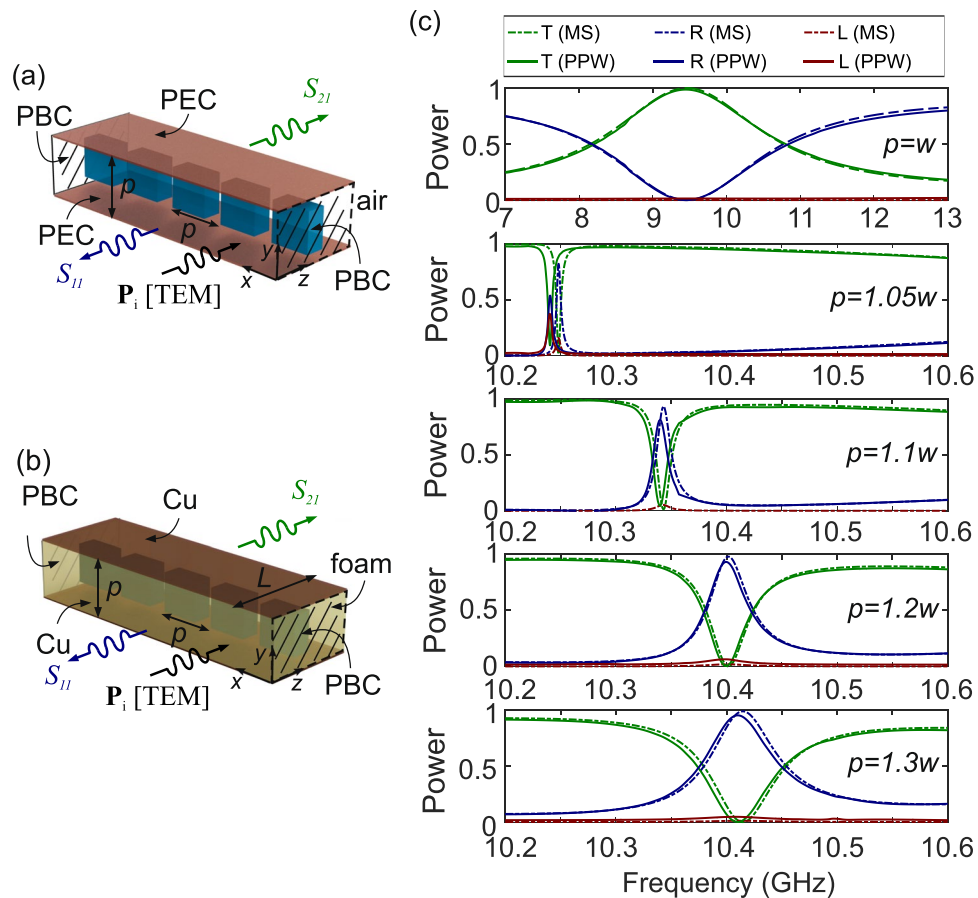 (a)
PBC
PEC
S21
p
p
air
PEC
y
x
z
PBC
S11
Pi [TEM]
(b)
PBC
Cu
S21
L
foam
p
p
Cu
y
x
z
PBC
S11
Pi [TEM]
(c)
T (MS) R (MS) L (MS)
T (PPW) R (PPW) L (PPW)
Power
1
0.5
0
p=w
7 8 9 10 11 12 13
Power
1
0.5
0
p=1.05w
10.2 10.3 10.4 10.5 10.6
Power
1
0.5
0
p=1.1w
10.2 10.3 10.4 10.5 10.6
Power
1
0.5
0
p=1.2w
10.2 10.3 10.4 10.5 10.6
Power
1
0.5
0
p=1.3w
10.2 10.3 10.4 10.5 10.6
Frequency (GHz)